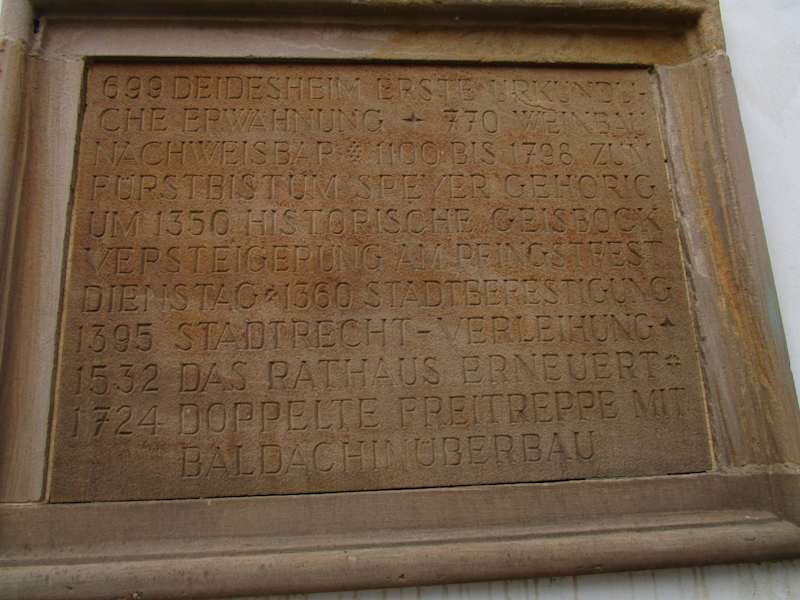 699 DEIDESHEIM ERSTE URKUNDLI-
CHE ERWÄHNUNG ✦ 770 WEINBAU
NACHWEISBAR ✻ 1100 BIS 1798 ZUM
FÜRSTBISTUM SPEYER GEHÖRIG
UM 1350 HISTORISCHE GEISBOCK
VERSTEIGERUNG AM PFINGSTFEST
DIENSTAG ✻ 1360 STADTBEFESTIGUNG
1395 STADTRECHT-VERLEIHUNG ✦
1532 DAS RATHAUS ERNEUERT ✻
1724 DOPPELTE FREITREPPE MIT
BALDACHINÜBERBAU